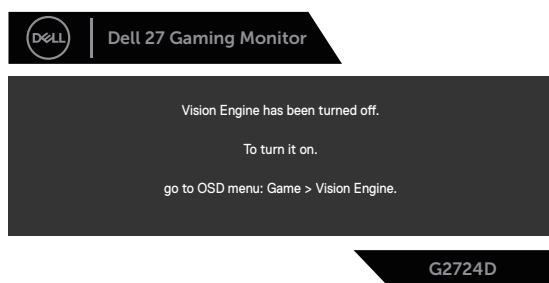 DELL
Dell 27 Gaming Monitor
Vision Engine has been turned off.
To turn it on.
go to OSD menu: Game > Vision Engine.
G2724D